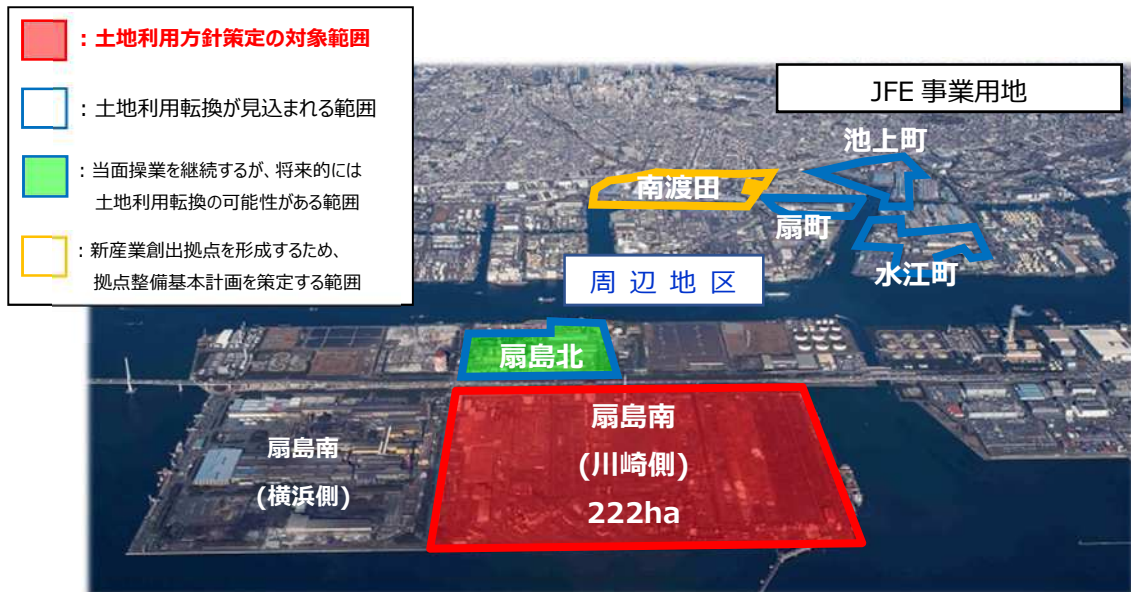 ：土地利用方針策定の対象範囲
：土地利用転換が見込まれる範囲
：当面操業を継続するが、将来的には
土地利用転換の可能性がある範囲
：新産業創出拠点を形成するため、
拠点整備基本計画を策定する範囲
JFE 事業用地
池上町
南渡田
扇町
水江町
周辺地区
扇島北
扇島南
(川崎側)
222ha
扇島南
(横浜側)